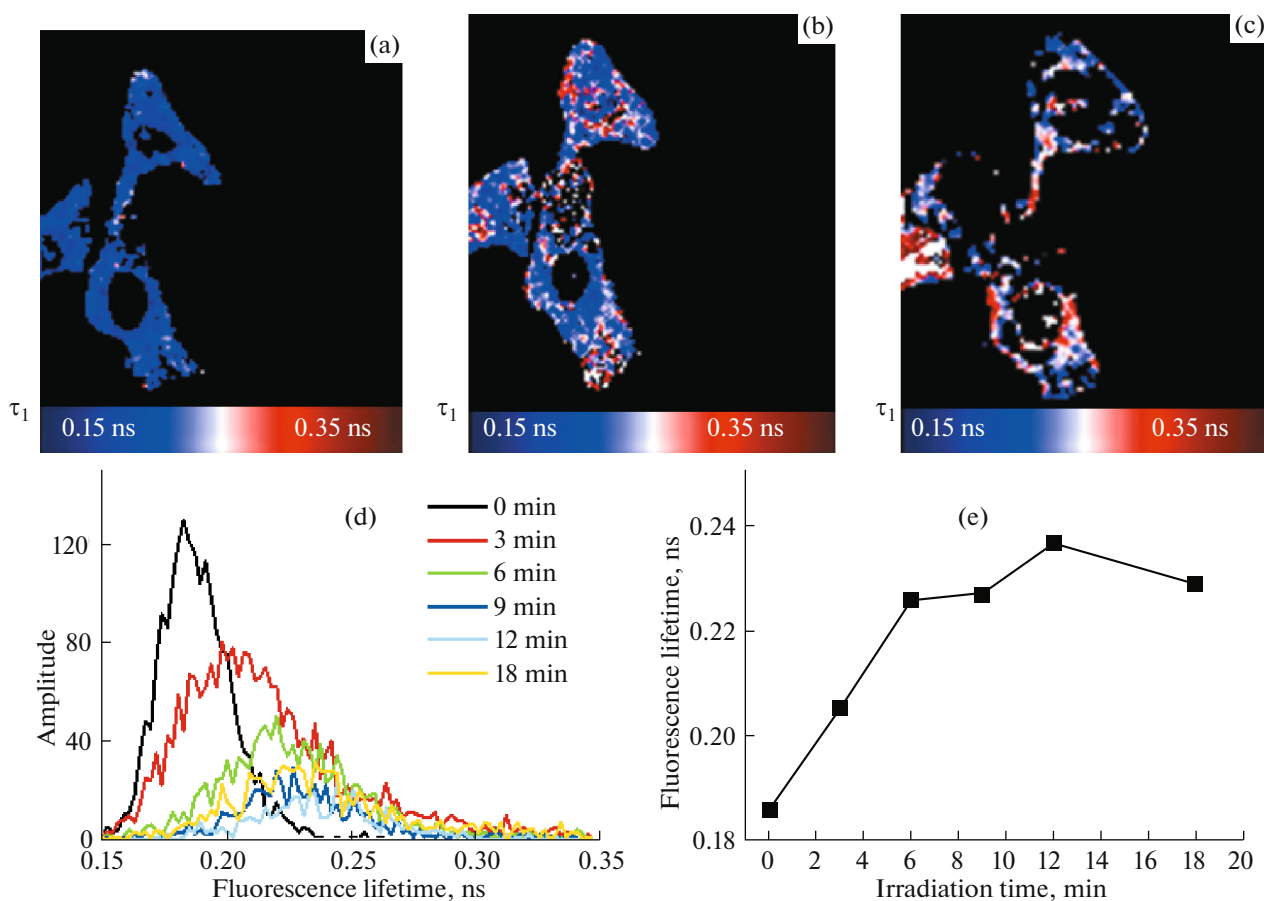 (a)
(b)
(c)
τ1
0.15 ns
0.35 ns
τ1
0.15 ns
0.35 ns
τ1
0.15 ns
0.35 ns
(d)
0 min
3 min
6 min
9 min
12 min
18 min
120
80
40
0
Amplitude
0.15
0.20
0.25
0.30
0.35
Fluorescence lifetime, ns
(e)
0.24
0.22
0.20
0.18
Fluorescence lifetime, ns
0
2
4
6
8
10
12
14
16
18
20
Irradiation time, min